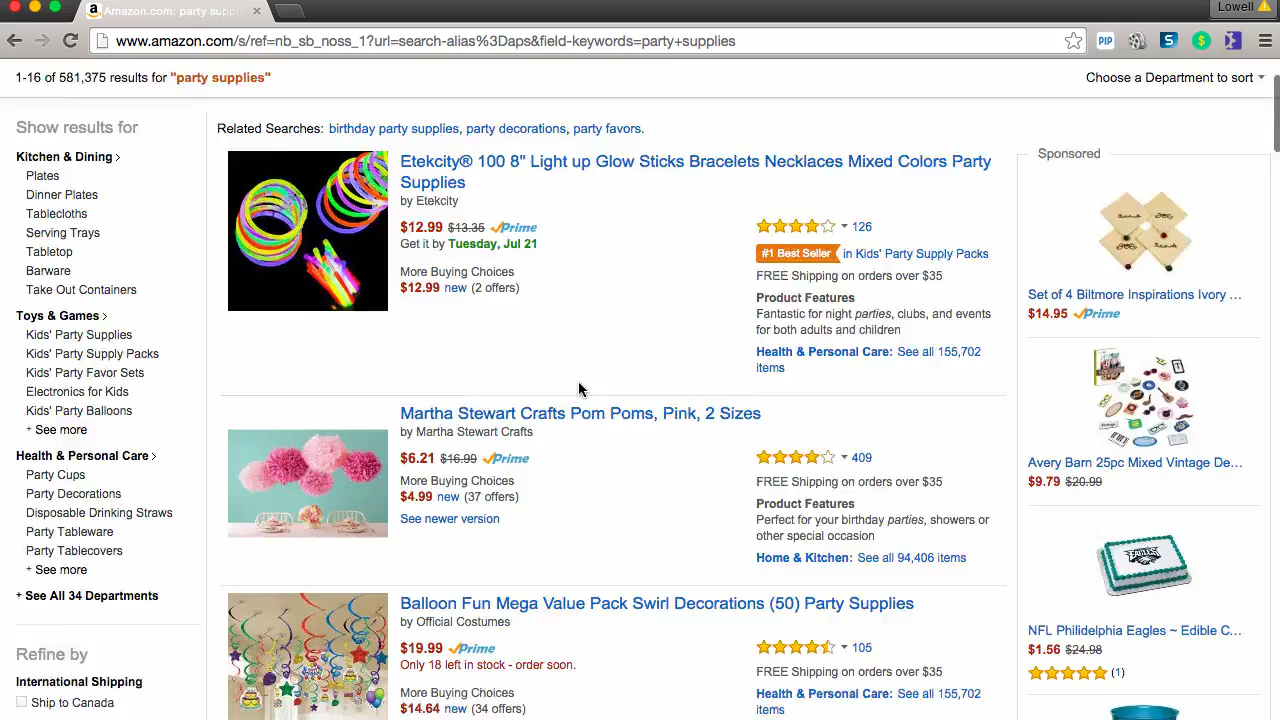 Lowell
Amazon.com: party suppli
www.amazon.com/s/ref=nb_sb_noss_1?url=search-alias%3Daps&field-keywords=party+supplies
PIP
S
$
1-16 of 581,375 results for "party supplies"
Choose a Department to sort
Show results for
Kitchen & Dining
Plates
Dinner Plates
Tablecloths
Serving Trays
Tabletop
Barware
Take Out Containers
Toys & Games
Kids' Party Supplies
Kids' Party Supply Packs
Kids' Party Favor Sets
Electronics for Kids
Kids' Party Balloons
+ See more
Health & Personal Care
Party Cups
Party Decorations
Disposable Drinking Straws
Party Tableware
Party Tablecovers
+ See more
+ See All 34 Departments
Refine by
International Shipping
Ship to Canada
Related Searches: birthday party supplies, party decorations, party favors.
Etekcity® 100 8" Light up Glow Sticks Bracelets Necklaces Mixed Colors Party
Supplies
by Etekcity
$12.99 $13.35 Prime
Get it by Tuesday, Jul 21
More Buying Choices
$12.99 new (2 offers)
126
#1 Best Seller in Kids' Party Supply Packs
FREE Shipping on orders over $35
Product Features
Fantastic for night parties, clubs, and events
for both adults and children
Health & Personal Care: See all 155,702
items
Martha Stewart Crafts Pom Poms, Pink, 2 Sizes
by Martha Stewart Crafts
$6.21 $16.99 Prime
More Buying Choices
$4.99 new (37 offers)
See newer version
409
FREE Shipping on orders over $35
Product Features
Perfect for your birthday parties, showers or
other special occasion
Home & Kitchen: See all 94,406 items
Balloon Fun Mega Value Pack Swirl Decorations (50) Party Supplies
by Official Costumes
$19.99 Prime
Only 18 left in stock - order soon.
More Buying Choices
$14.64 new (34 offers)
105
FREE Shipping on orders over $35
Health & Personal Care: See all 155,702
items
Sponsored
Set of 4 Biltmore Inspirations Ivory ...
$14.95 Prime
Avery Barn 25pc Mixed Vintage De...
$9.79 $20.99
EAGLES
NFL Philidelphia Eagles ~ Edible C...
$1.56 $24.98
(1)